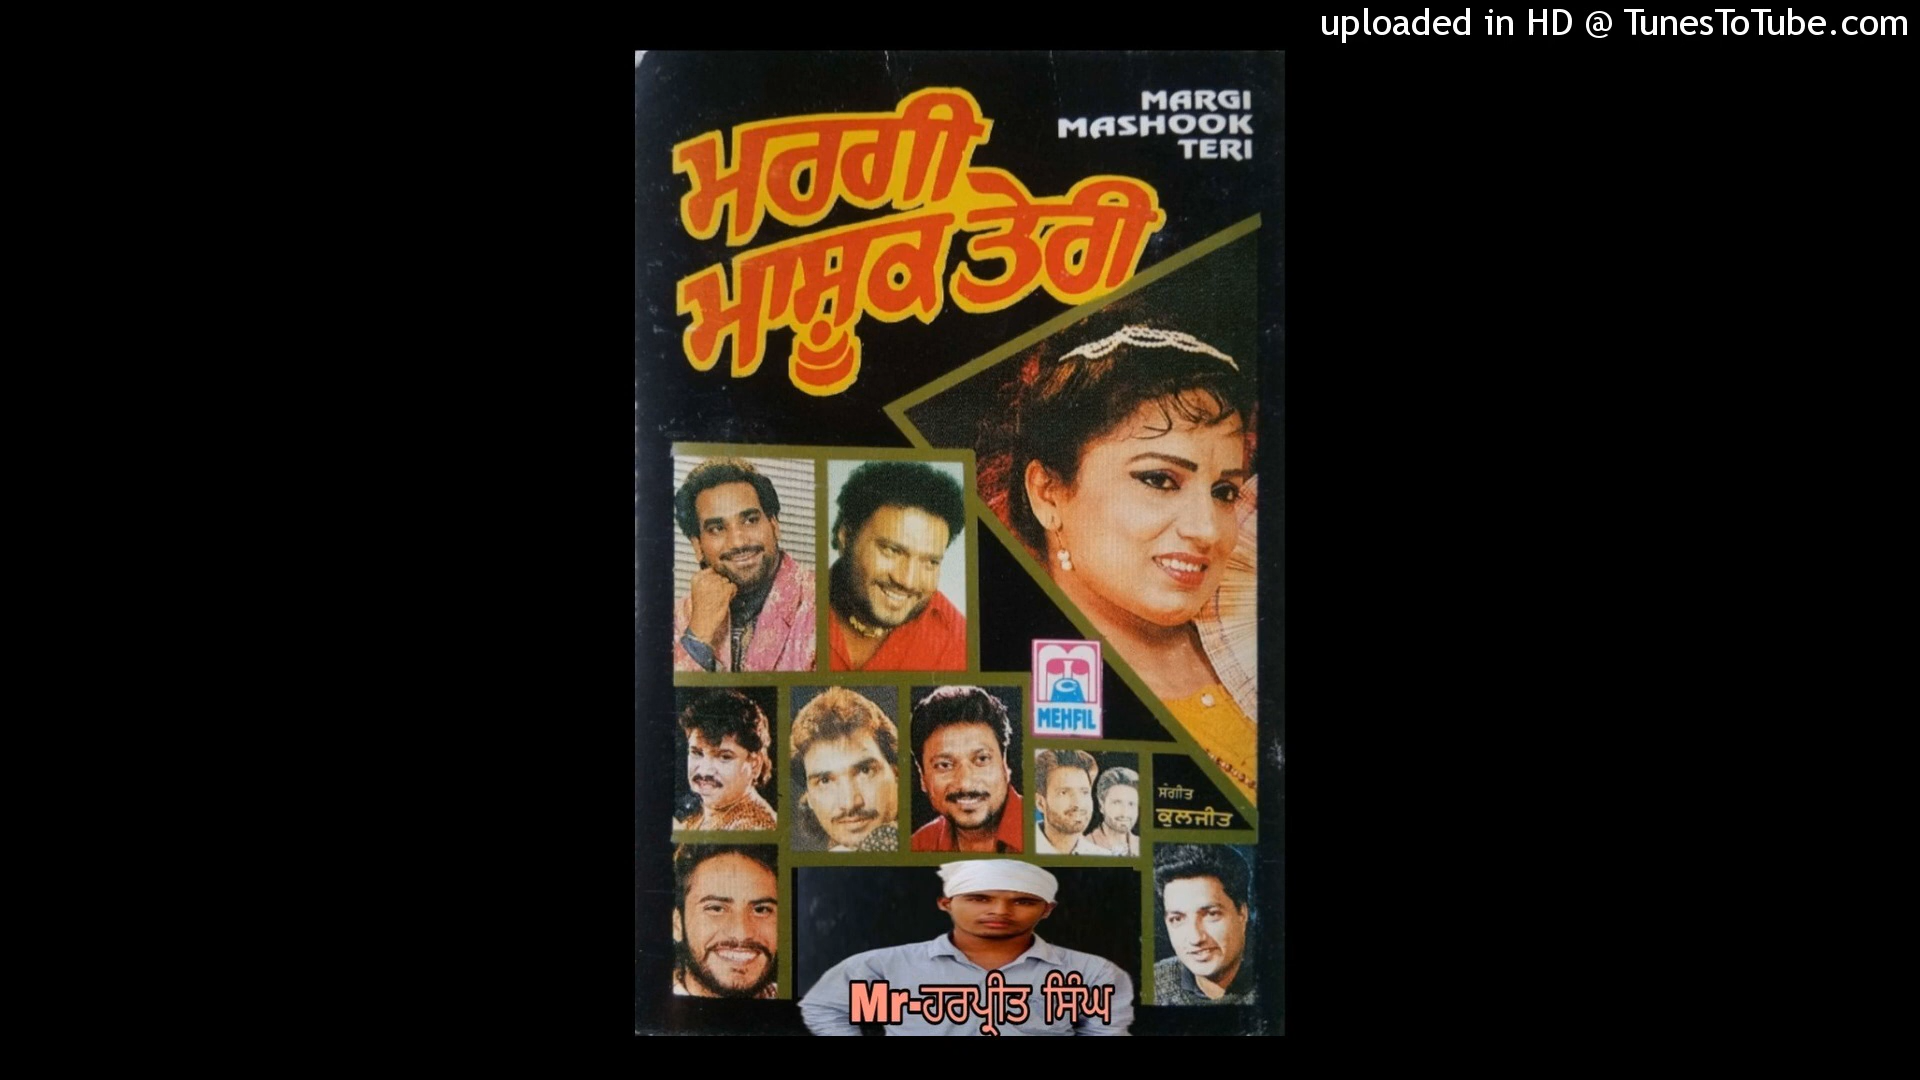 uploaded in HD @ TunesToTube.com
MARGI
MASHOOK
TERI
ਮਰਗੀ
ਮਾਸ਼ੂਕ ਤੇਰੀ
MEHFIL
ਸੰਗੀਤ
ਕੁਲਜੀਤ
Mr-ਹਰਪ੍ਰੀਤ ਸਿੰਘ